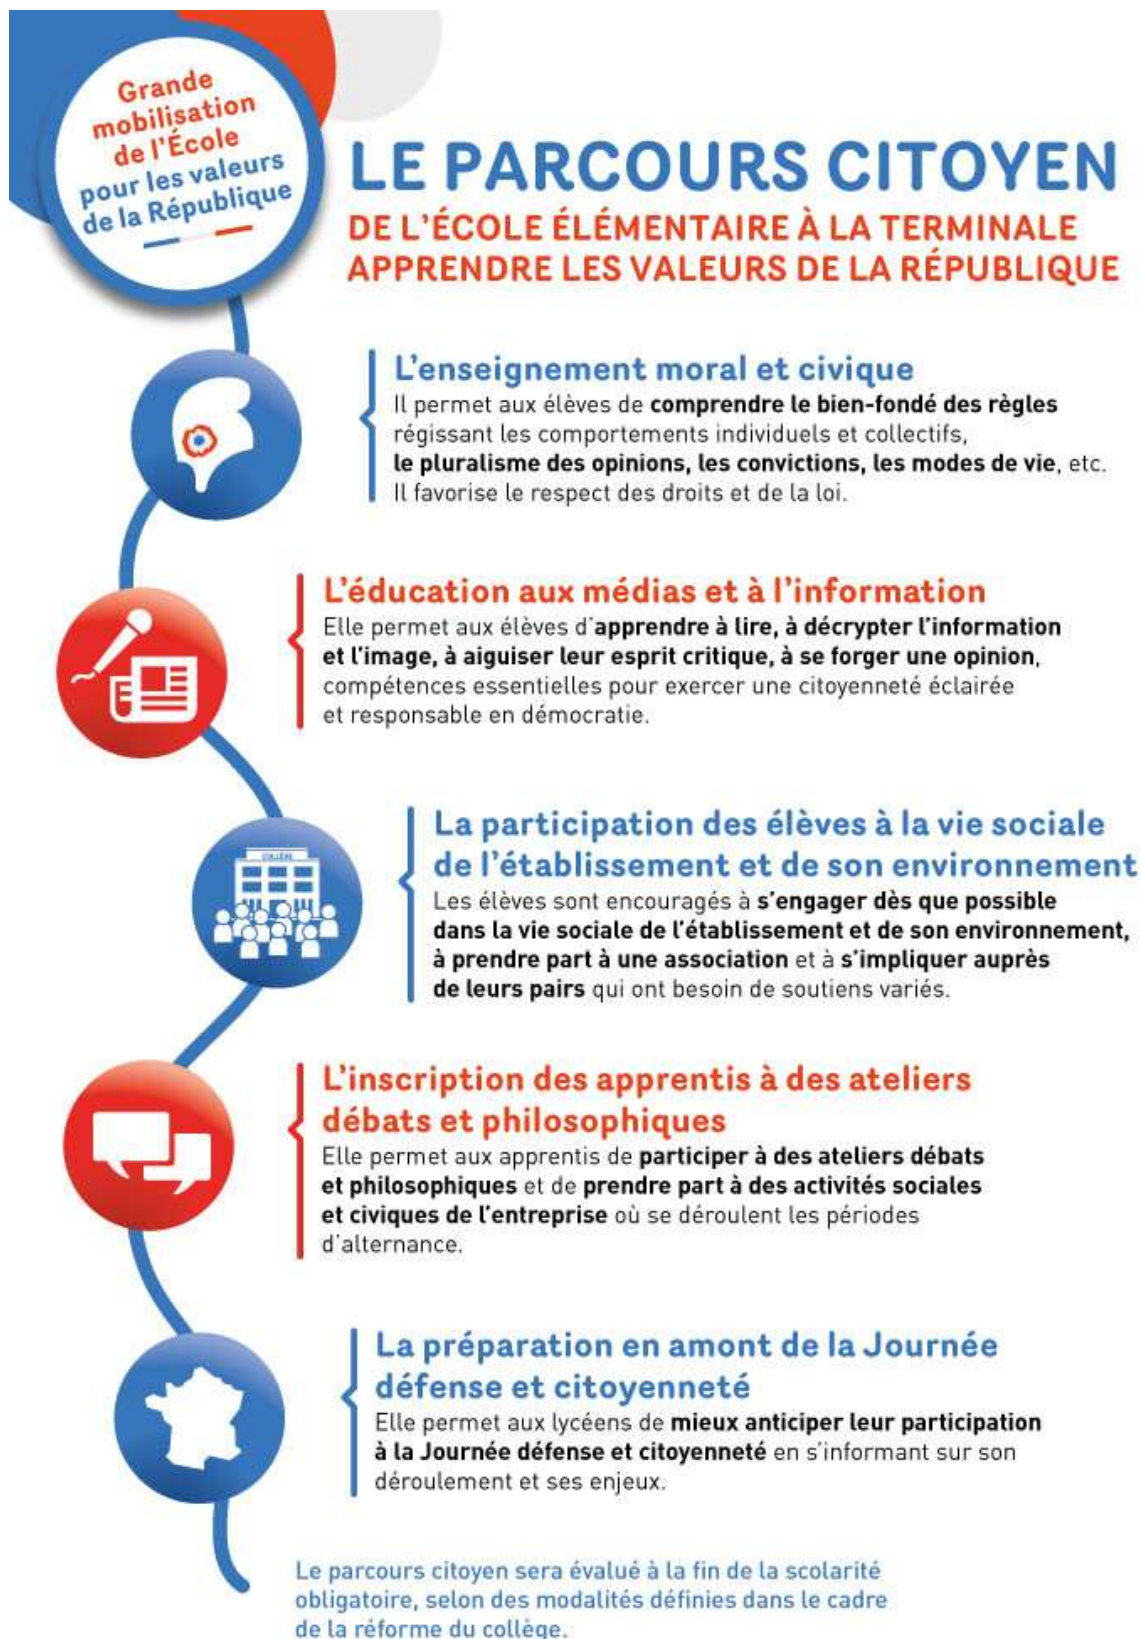 Grande
mobilisation
de l'École
pour les valeurs
de la République
LE PARCOURS CITOYEN
DE L'ÉCOLE ÉLÉMENTAIRE À LA TERMINALE
APPRENDRE LES VALEURS DE LA RÉPUBLIQUE
L'enseignement moral et civique
Il permet aux élèves de comprendre le bien-fondé des règles
régissant les comportements individuels et collectifs,
le pluralisme des opinions, les convictions, les modes de vie, etc.
Il favorise le respect des droits et de la loi.
L'éducation aux médias et à l'information
Elle permet aux élèves d'apprendre à lire, à décrypter l'information
et l'image, à aiguiser leur esprit critique, à se forger une opinion,
compétences essentielles pour exercer une citoyenneté éclairée
et responsable en démocratie.
COLLÈGE
La participation des élèves à la vie sociale
de l'établissement et de son environnement
Les élèves sont encouragés à s'engager dès que possible
dans la vie sociale de l'établissement et de son environnement,
à prendre part à une association et à s'impliquer auprès
de leurs pairs qui ont besoin de soutiens variés.
L'inscription des apprentis à des ateliers
débats et philosophiques
Elle permet aux apprentis de participer à des ateliers débats
et philosophiques et de prendre part à des activités sociales
et civiques de l'entreprise où se déroulent les périodes
d'alternance.
La préparation en amont de la Journée
défense et citoyenneté
Elle permet aux lycéens de mieux anticiper leur participation
à la Journée défense et citoyenneté en s'informant sur son
déroulement et ses enjeux.
Le parcours citoyen sera évalué à la fin de la scolarité
obligatoire, selon des modalités définies dans le cadre
de la réforme du collège.